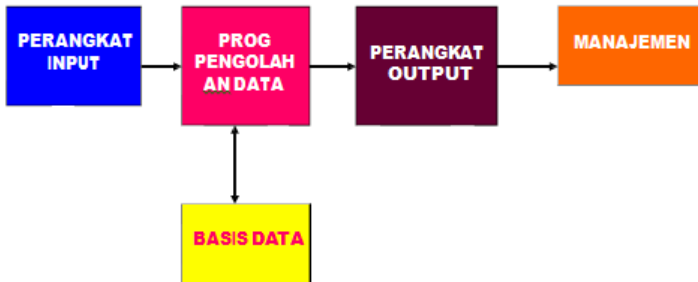 PERANGKAT
INPUT
PROG
PENGOLAH
AN DATA
PERANGKAT
OUTPUT
MANAJEMEN
BASIS DATA